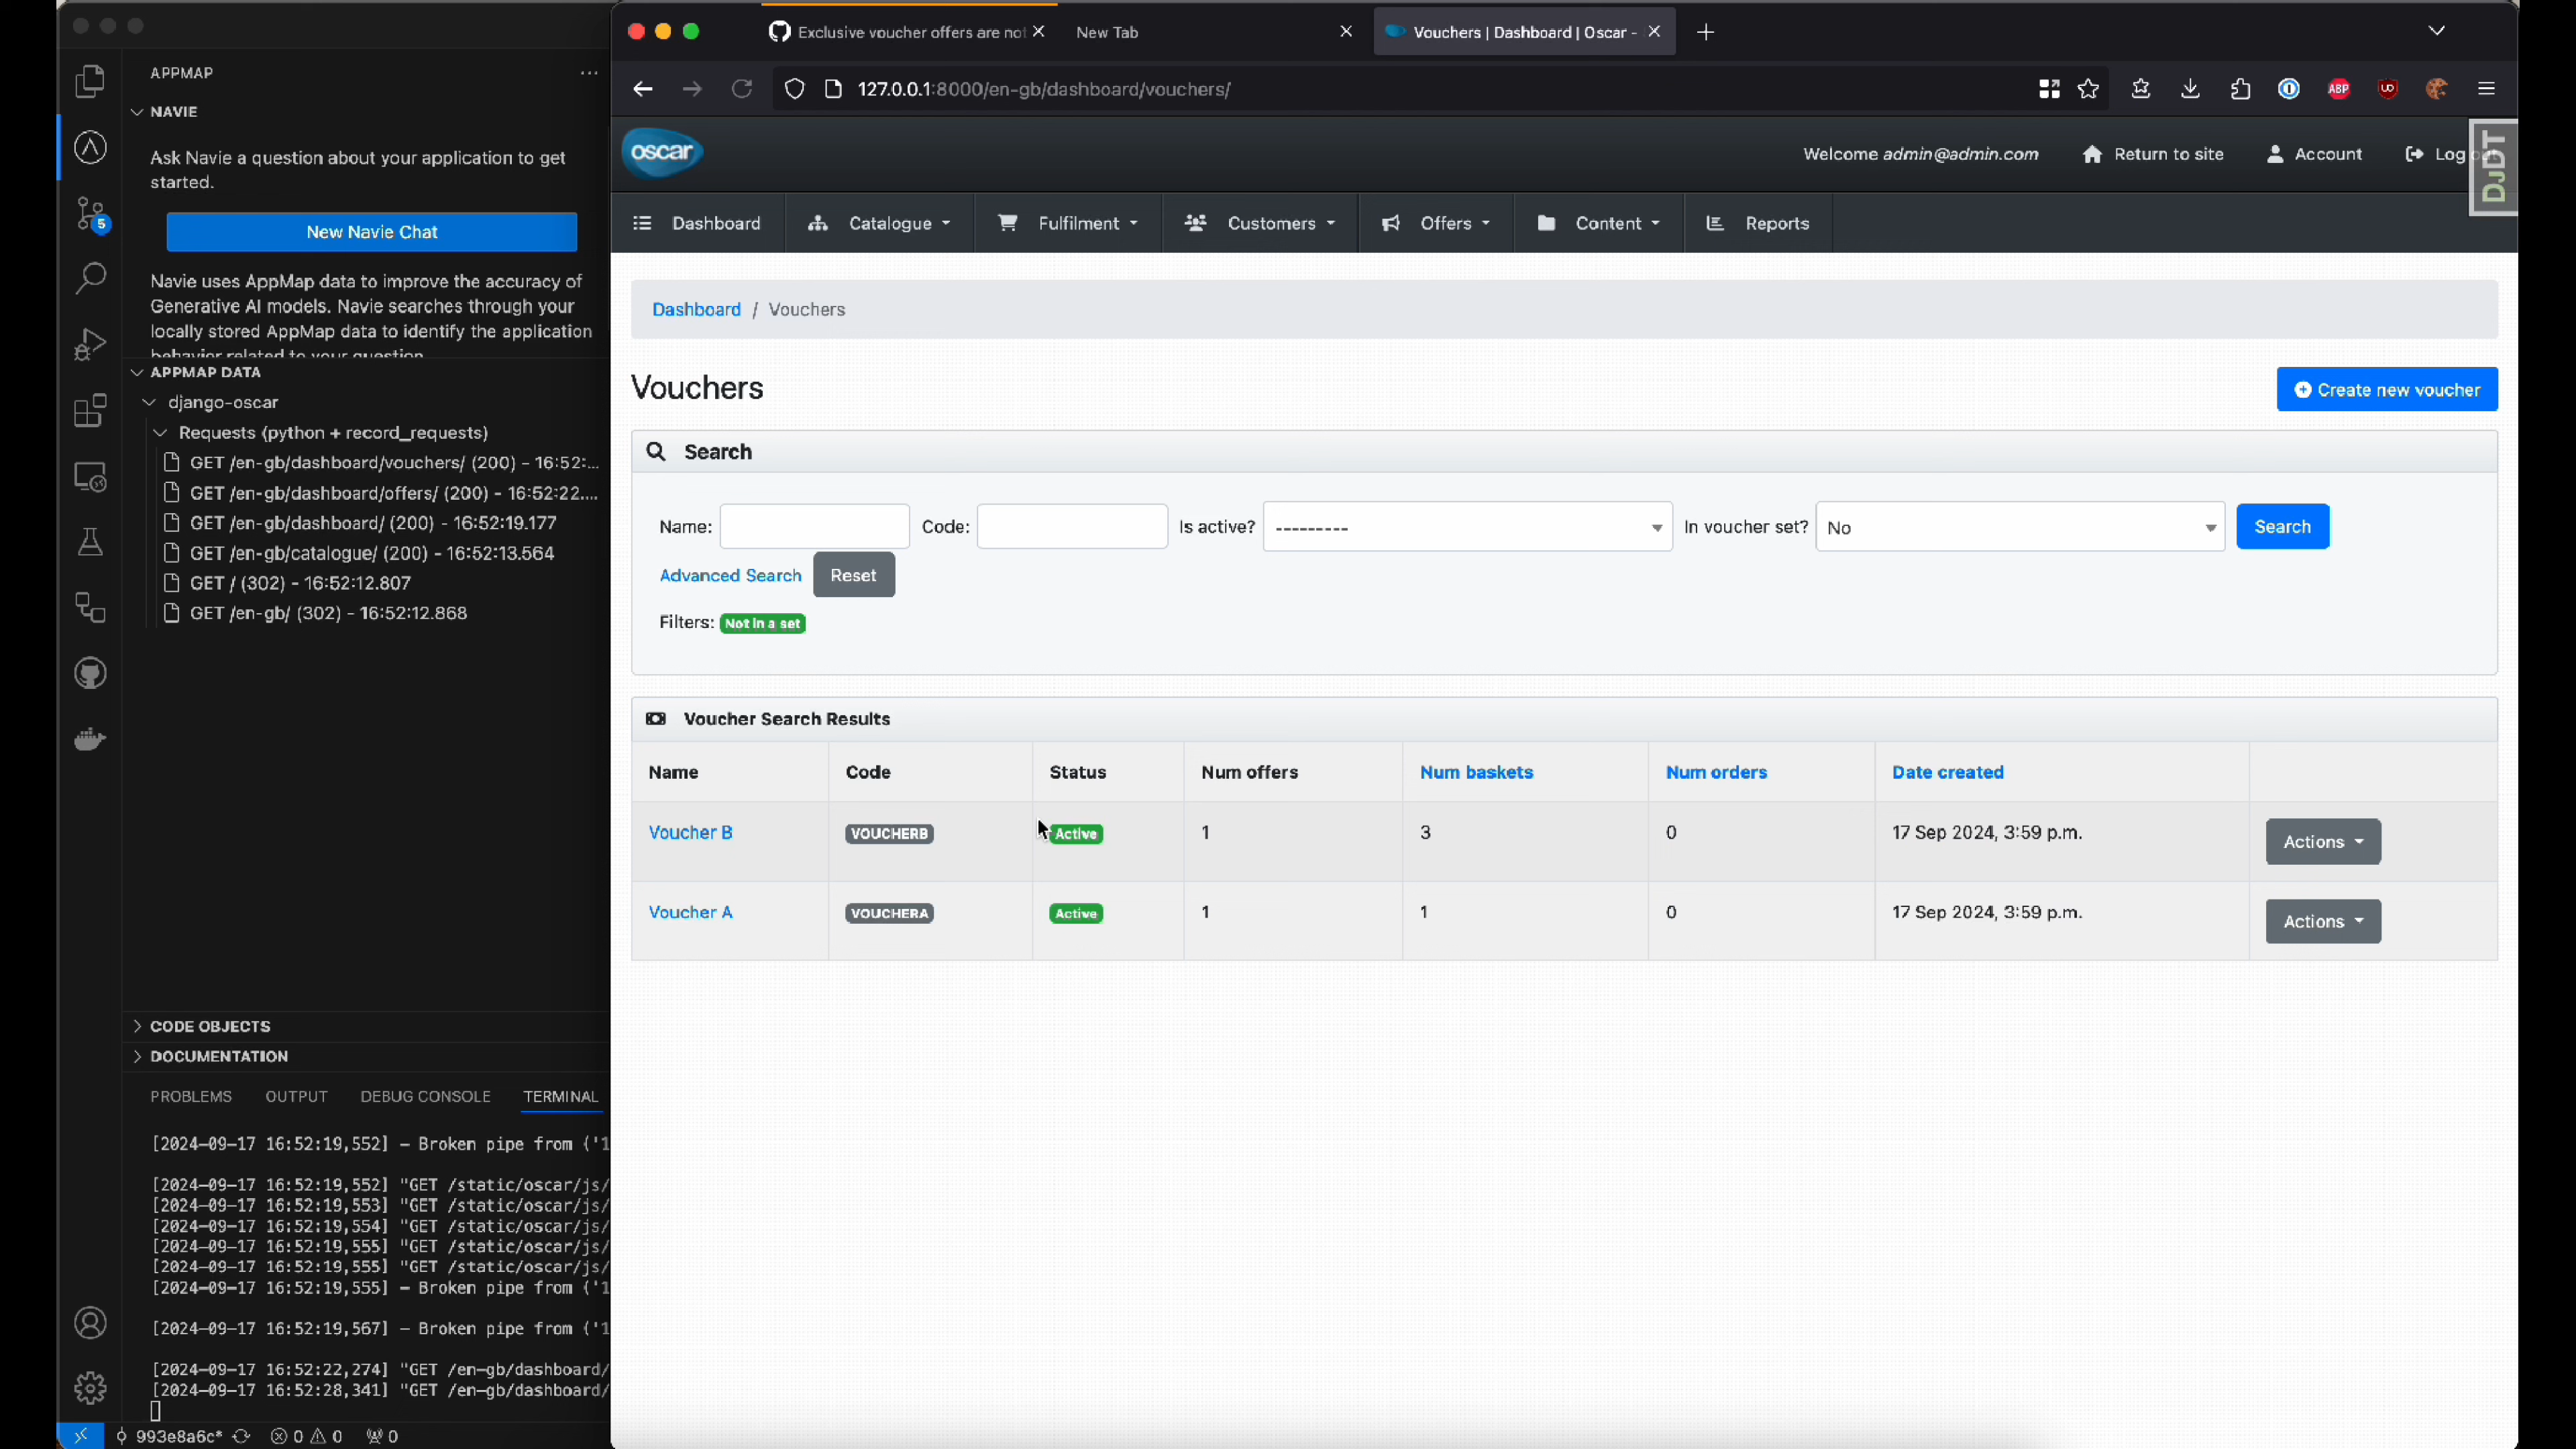 APPMAP
NAVIE
Ask Navie a question about your application to get
started.
New Navie Chat
Navie uses AppMap data to improve the accuracy of
Generative AI models. Navie searches through your
locally stored AppMap data to identify the application
behavior related to your question
APPMAP DATA
django-oscar
Requests (python + record_requests)
GET /en-gb/dashboard/vouchers/ (200) - 16:52:...
GET /en-gb/dashboard/offers/ (200) - 16:52:22....
GET /en-gb/dashboard/ (200) - 16:52:19.177
GET /en-gb/catalogue/ (200) - 16:52:13.564
GET / (302) - 16:52:12.807
GET /en-gb/ (302) - 16:52:12.868
CODE OBJECTS
DOCUMENTATION
PROBLEMS OUTPUT DEBUG CONSOLE TERMINAL
[2024-09-17 16:52:19,552] - Broken pipe from ('1
[2024-09-17 16:52:19,552] "GET /static/oscar/js/
[2024-09-17 16:52:19,553] "GET /static/oscar/js/
[2024-09-17 16:52:19,554] "GET /static/oscar/js/
[2024-09-17 16:52:19,555] "GET /static/oscar/js/
[2024-09-17 16:52:19,555] "GET /static/oscar/js/
[2024-09-17 16:52:19,555] - Broken pipe from ('1
[2024-09-17 16:52:19,567] - Broken pipe from ('1
[2024-09-17 16:52:22,274] "GET /en-gb/dashboard/
[2024-09-17 16:52:28,341] "GET /en-gb/dashboard/
993e8a6c* 0 0 0
5
Exclusive voucher offers are not
New Tab
Vouchers | Dashboard | Oscar -
127.0.0.1:8000/en-gb/dashboard/vouchers/
ABP
oscar
Welcome admin@admin.com Return to site Account Log out
DjDT
Dashboard Catalogue Fulfilment Customers Offers Content Reports
Dashboard / Vouchers
Vouchers
Create new voucher
Search
Name: Code: Is active? --------- In voucher set? No Search
Advanced Search Reset
Filters: Not in a set
Voucher Search Results
Name Code Status Num offers Num baskets Num orders Date created
Voucher B VOUCHERB Active 1 3 0 17 Sep 2024, 3:59 p.m. Actions
Voucher A VOUCHERA Active 1 1 0 17 Sep 2024, 3:59 p.m. Actions